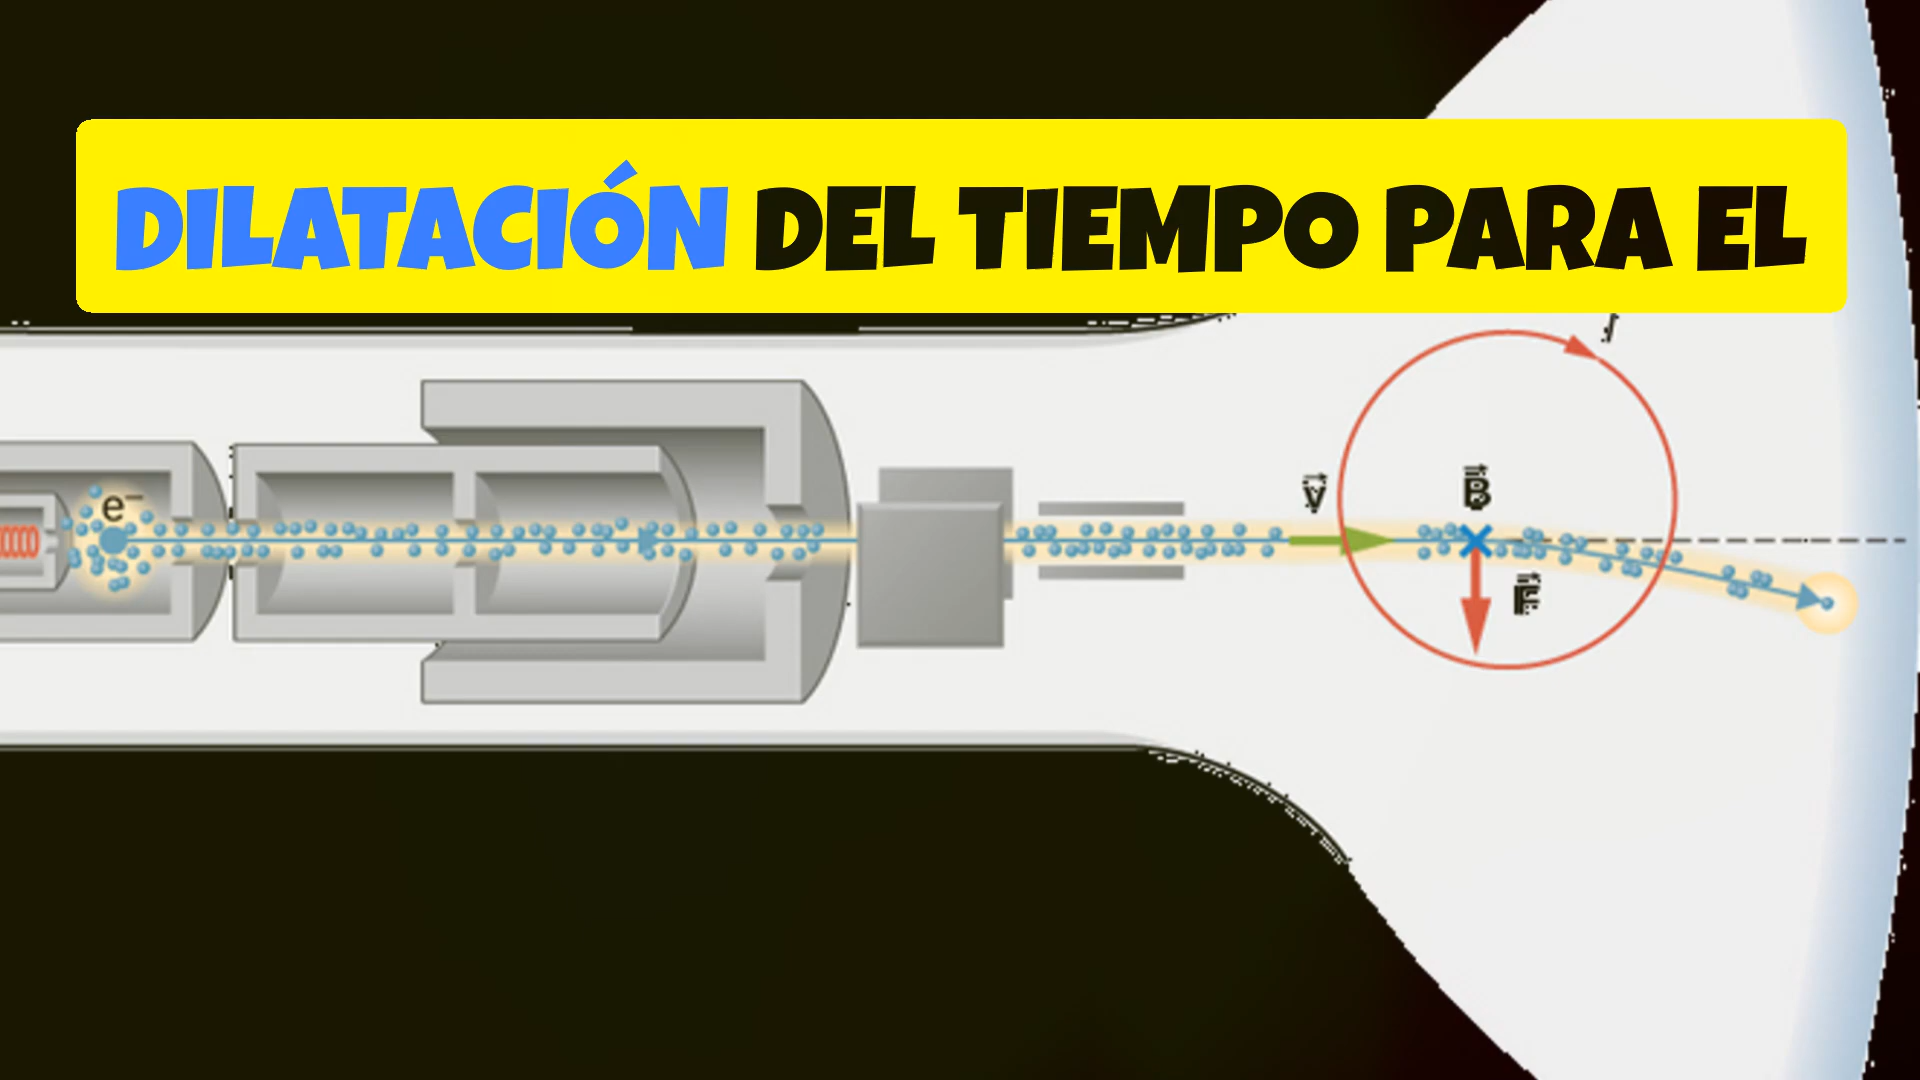 DILATACIÓN DEL TIEMPO PARA EL
e⁻
v⃗
B⃗
F⃗